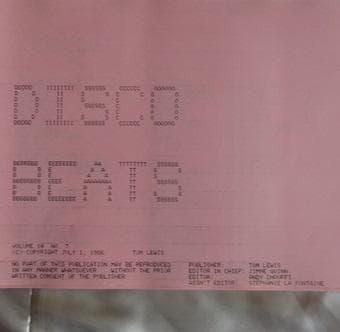 DISCO
BEATS
VOLUME 10 NO. 7
(C) COPYRIGHT JULY 1, 1986 TOM LEWIS
NO PART OF THIS PUBLICATION MAY BE REPRODUCED
IN ANY MANNER WHATSOEVER WITHOUT THE PRIOR
WRITTEN CONSENT OF THE PUBLISHER
PUBLISHER: TOM LEWIS
EDITOR IN CHIEF: JIMME QUINN
EDITOR: ANDY
ASSN'T EDITOR: STEPHANIE LA FONTAINE